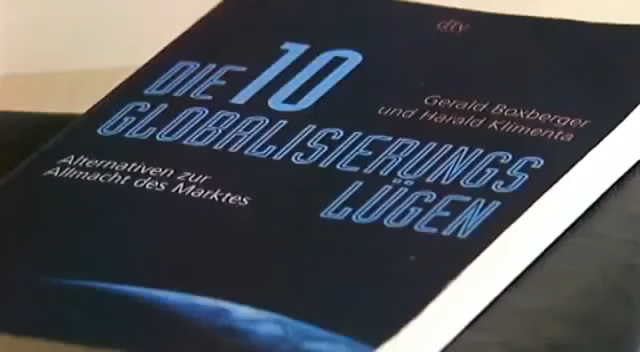 dtv
Gerald Boxberger
und Harald Klimenta
DIE 10
GLOBALISIERUNGS
LÜGEN
Alternativen zur
Allmacht des Marktes